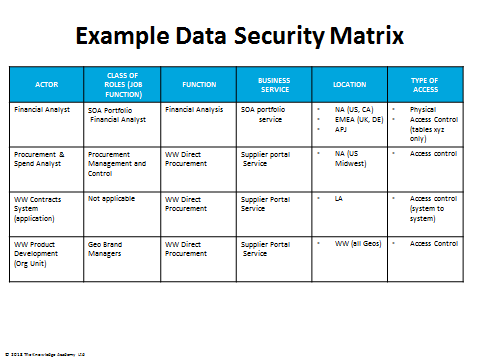 Example Data Security Matrix
ACTOR
CLASS OF
ROLES (JOB
FUNCTION)
FUNCTION
BUSINESS
SERVICE
LOCATION
TYPE OF
ACCESS
Financial Analyst
SOA Portfolio
Financial Analyst
Financial Analysis
SOA portfolio
service
• NA (US, CA)
• EMEA (UK, DE)
• APJ
• Physical
• Access Control
(tables xyz
only)
Procurement &
Spend Analyst
Procurement
Management and
Control
WW Direct
Procurement
Supplier portal
Service
• NA (US
Midwest)
• Access control
WW Contracts
System
(application)
Not applicable
WW Direct
Procurement
Supplier Portal
Service
• LA
• Access control
(system to
system)
WW Product
Development
(Org Unit)
Geo Brand
Managers
WW Direct
Procurement
Supplier Portal
Service
• WW (all Geos)
• Access Control
The Knowledge Academy Ltd